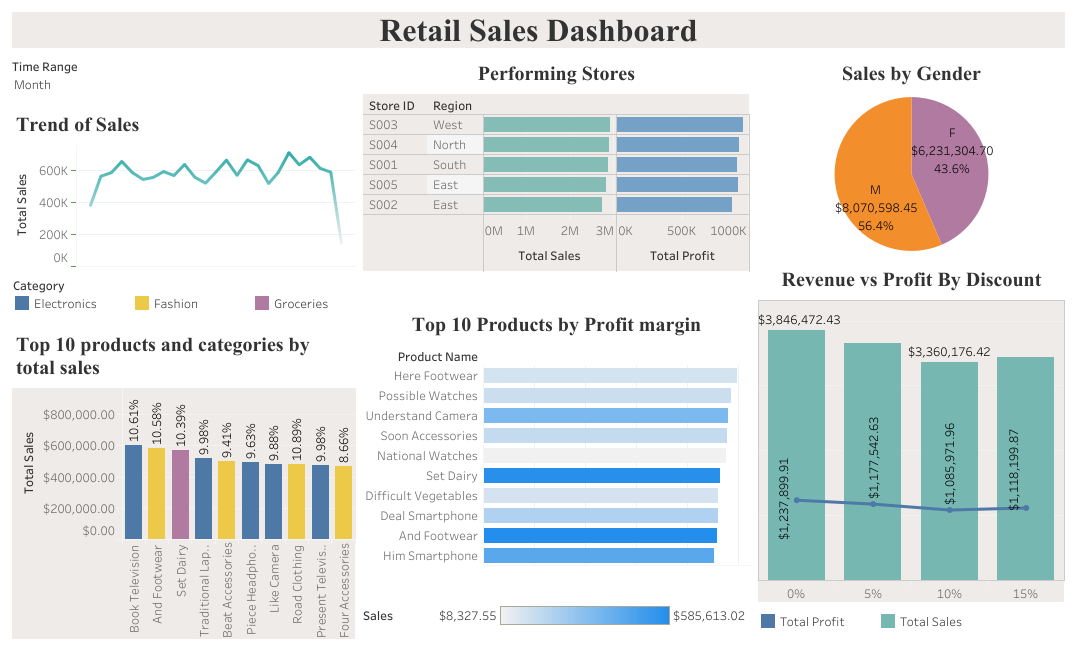 Retail Sales Dashboard
Time Range
Month
Trend of Sales
Total Sales
600K
400K
200K
0K
Category
Electronics
Fashion
Groceries
Top 10 products and categories by
total sales
Total Sales
$800,000.00
$600,000.00
$400,000.00
$200,000.00
$0.00
10.61%
10.58%
10.39%
9.98%
9.41%
9.63%
9.88%
10.89%
9.98%
8.66%
Book Television
And Footwear
Set Dairy
Traditional Lap..
Beat Accessories
Piece Headpho..
Like Camera
Road Clothing
Present Televis..
Four Accessories
Performing Stores
Store ID Region
S003 West
S004 North
S001 South
S005 East
S002 East
0M 1M 2M 3M 0K 500K 1000K
Total Sales Total Profit
Top 10 Products by Profit margin
Product Name
Here Footwear
Possible Watches
Understand Camera
Soon Accessories
National Watches
Set Dairy
Difficult Vegetables
Deal Smartphone
And Footwear
Him Smartphone
Sales $8,327.55 $585,613.02
Sales by Gender
F
$6,231,304.70
43.6%
M
$8,070,598.45
56.4%
Revenue vs Profit By Discount
$3,846,472.43
$3,360,176.42
$1,237,899.91
$1,177,542.63
$1,085,971.96
$1,118,199.87
0% 5% 10% 15%
Total Profit Total Sales